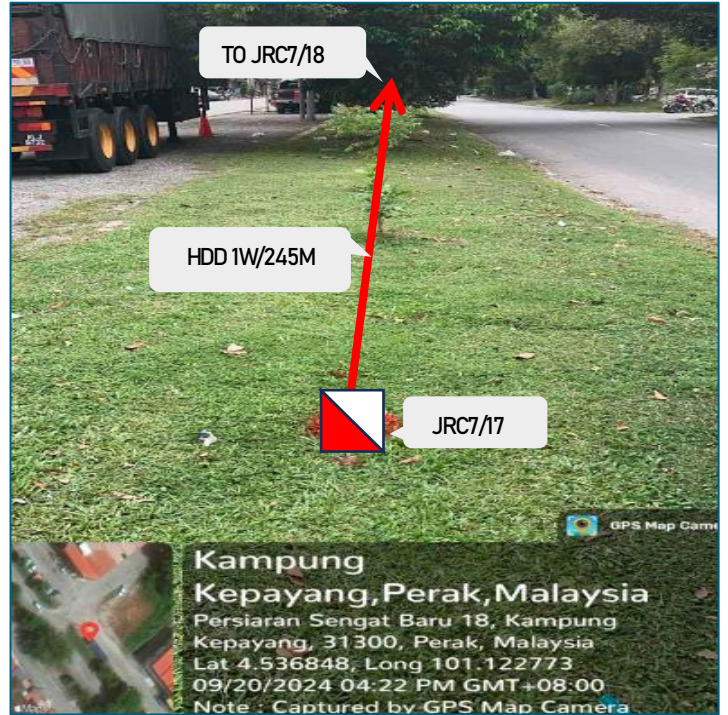 TO JRC7/18
HDD 1W/245M
JRC7/17
GPS Map Came
Kampung
Kepayang,Perak,Malaysia
Persiaran Sengat Baru 18, Kampung
Kepayang, 31300, Perak, Malaysia
Lat 4.536848, Long 101.122773
09/20/2024 04:22 PM GMT+08:00
Note : Captured by GPS Map Camera